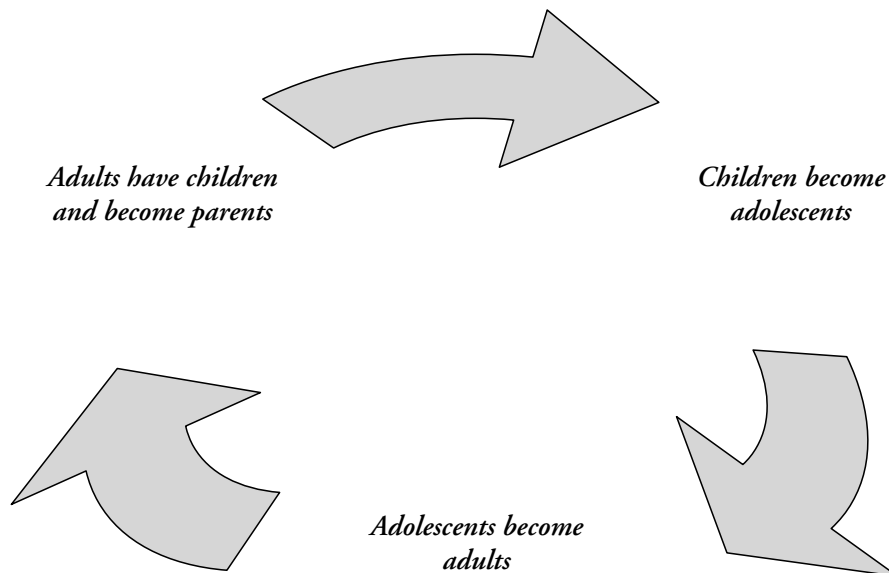 Adults have children
and become parents
Children become
adolescents
Adolescents become
adults